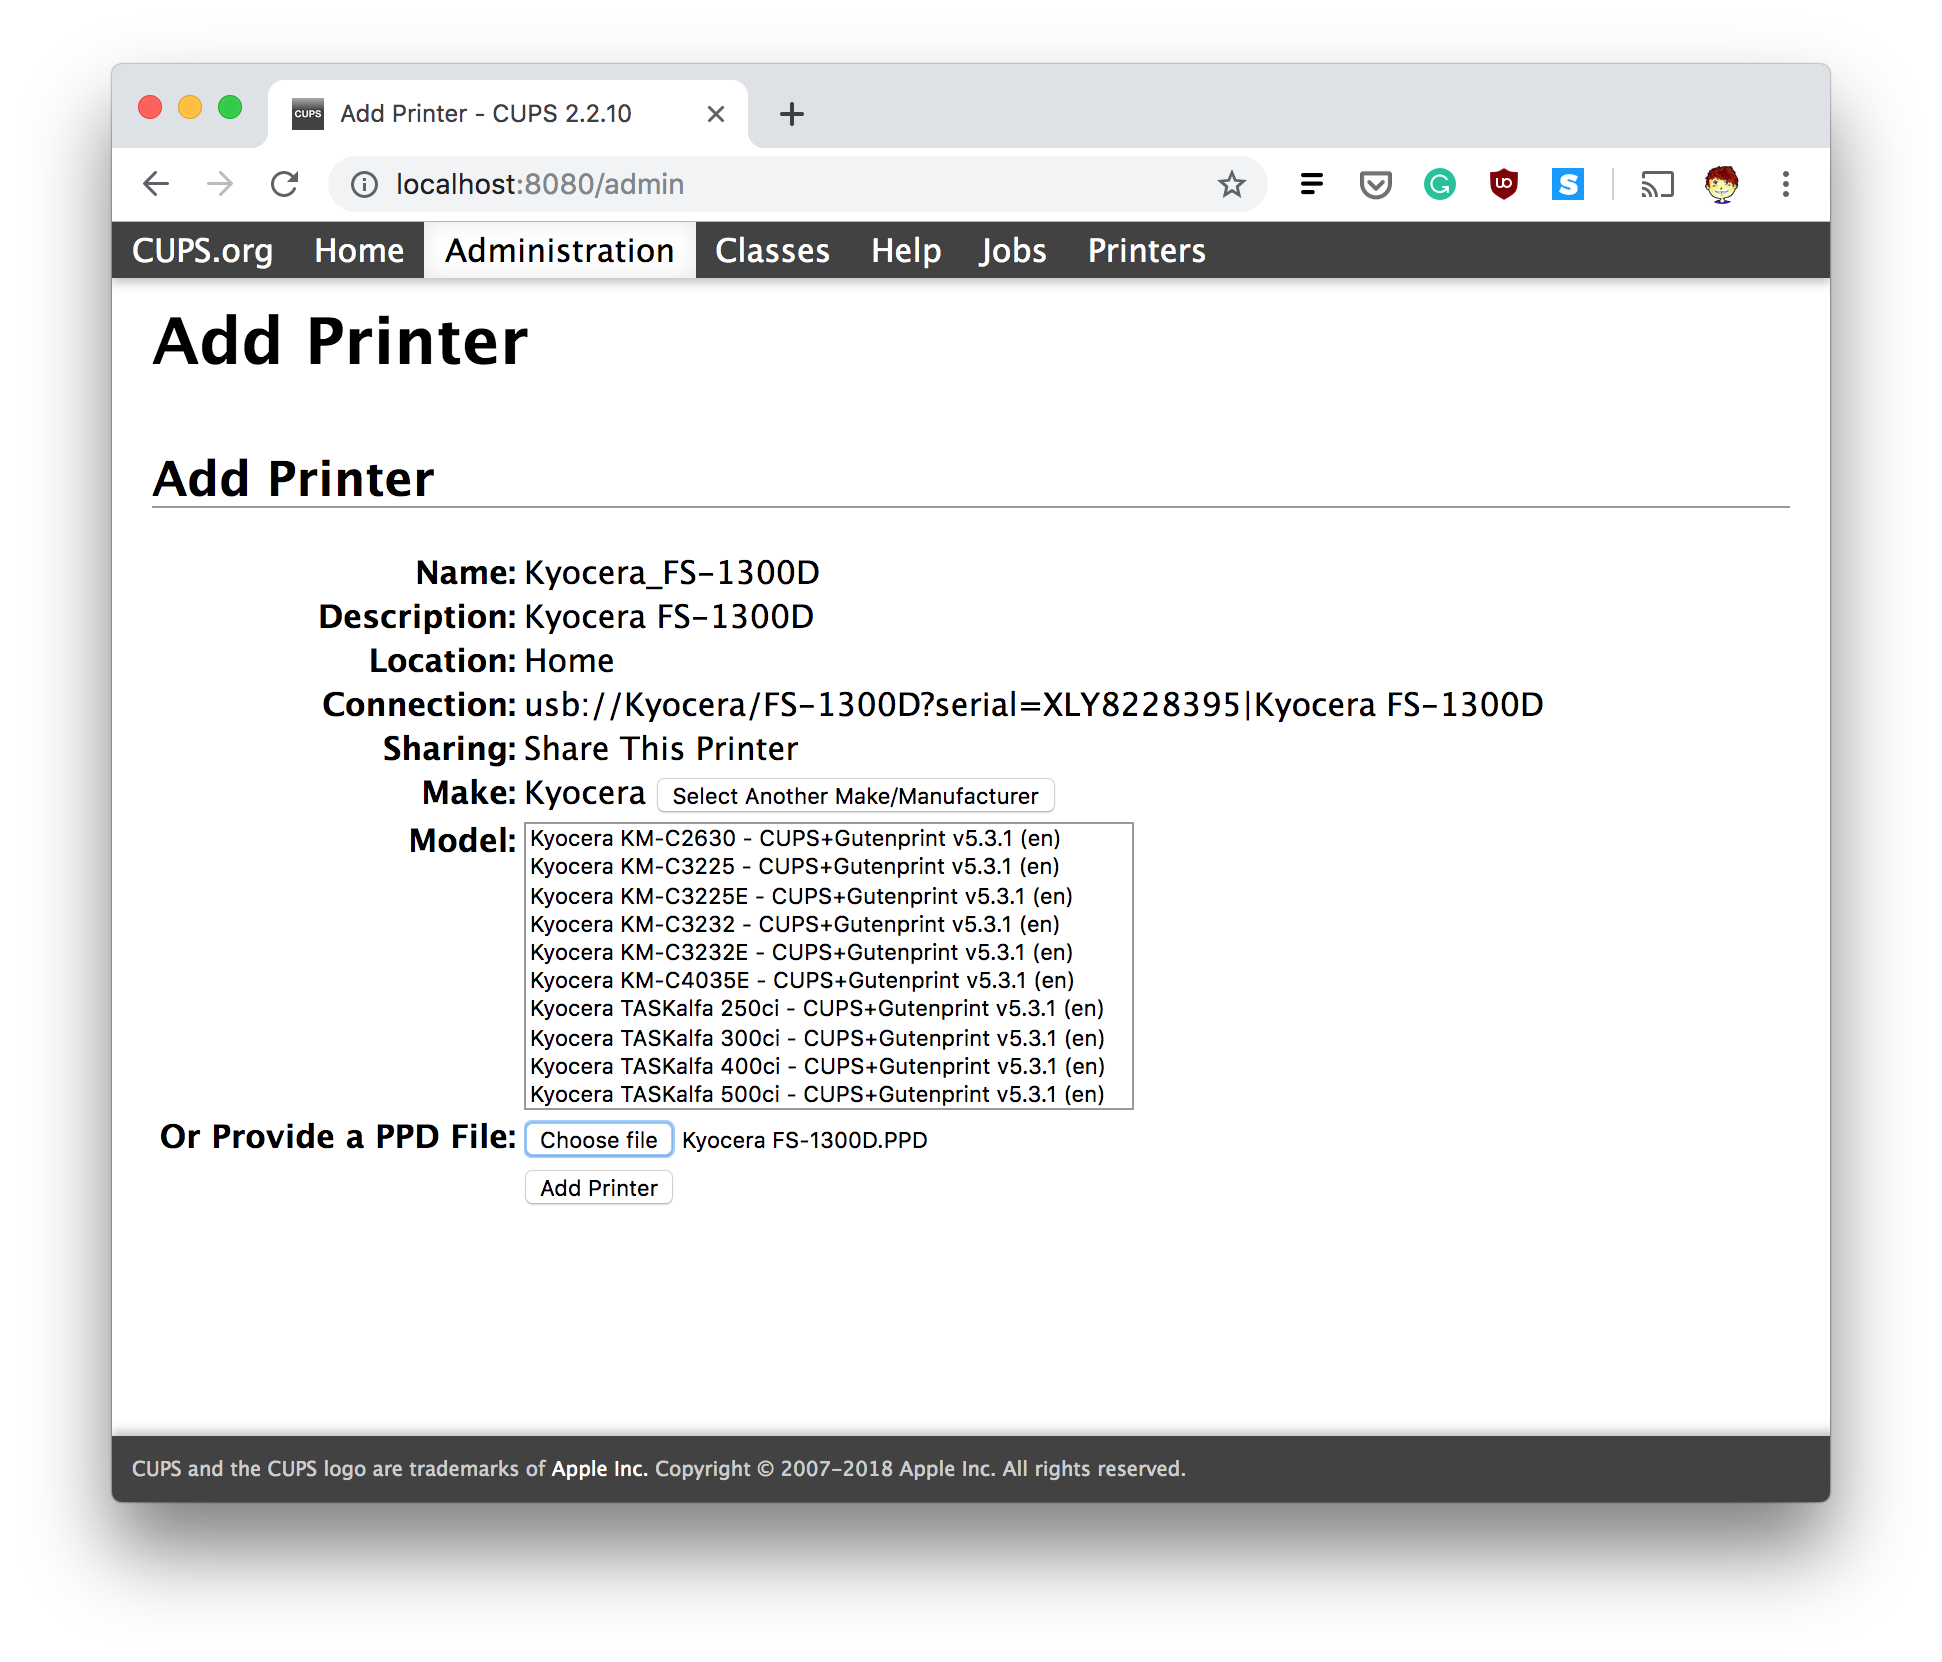 CUPS Add Printer - CUPS 2.2.10
localhost:8080/admin
CUPS.org Home Administration Classes Help Jobs Printers
Add Printer
Add Printer
Name: Kyocera_FS-1300D
Description: Kyocera FS-1300D
Location: Home
Connection: usb://Kyocera/FS-1300D?serial=XLY8228395|Kyocera FS-1300D
Sharing: Share This Printer
Make: Kyocera Select Another Make/Manufacturer
Model: Kyocera KM-C2630 - CUPS+Gutenprint v5.3.1 (en)
Kyocera KM-C3225 - CUPS+Gutenprint v5.3.1 (en)
Kyocera KM-C3225E - CUPS+Gutenprint v5.3.1 (en)
Kyocera KM-C3232 - CUPS+Gutenprint v5.3.1 (en)
Kyocera KM-C3232E - CUPS+Gutenprint v5.3.1 (en)
Kyocera KM-C4035E - CUPS+Gutenprint v5.3.1 (en)
Kyocera TASKalfa 250ci - CUPS+Gutenprint v5.3.1 (en)
Kyocera TASKalfa 300ci - CUPS+Gutenprint v5.3.1 (en)
Kyocera TASKalfa 400ci - CUPS+Gutenprint v5.3.1 (en)
Kyocera TASKalfa 500ci - CUPS+Gutenprint v5.3.1 (en)
Or Provide a PPD File: Choose file Kyocera FS-1300D.PPD
Add Printer
CUPS and the CUPS logo are trademarks of Apple Inc. Copyright © 2007-2018 Apple Inc. All rights reserved.